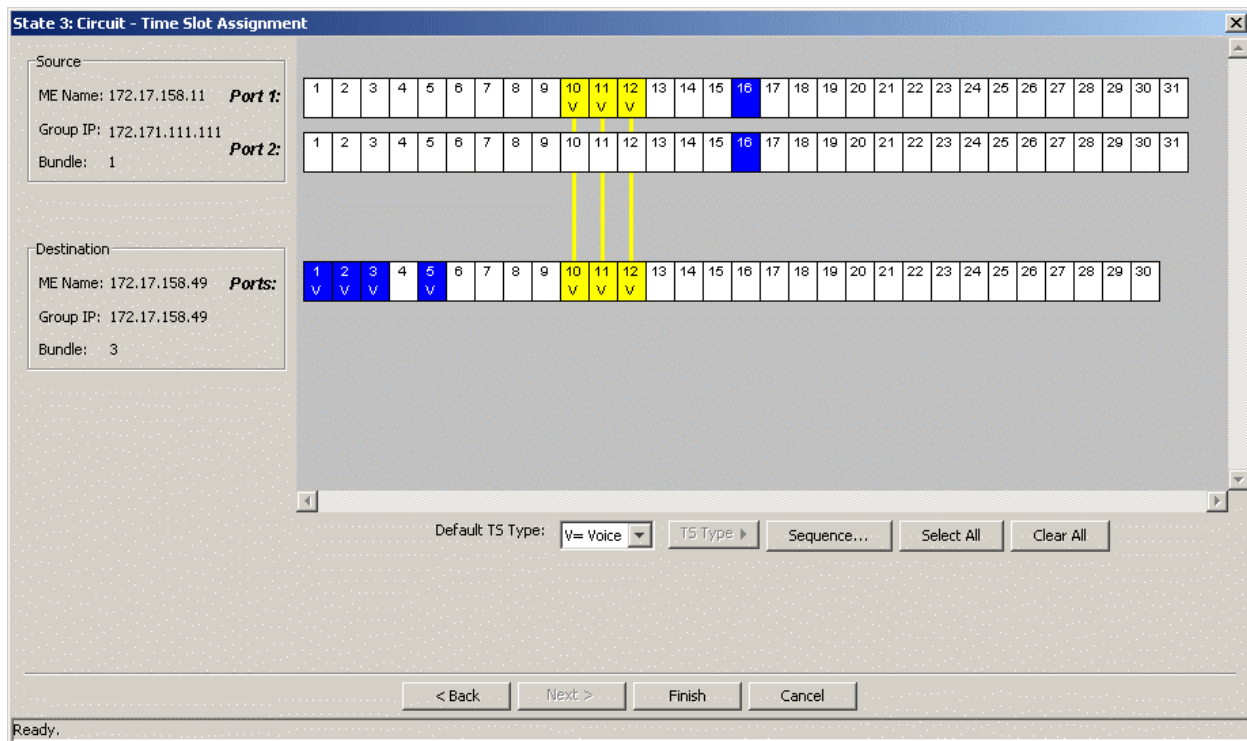 State 3: Circuit - Time Slot Assignment
Source
ME Name: 172.17.158.11 Port 1:
1 2 3 4 5 6 7 8 9 10 11 12 13 14 15 16 17 18 19 20 21 22 23 24 25 26 27 28 29 30 31
V V V
Group IP: 172.171.111.111
Port 2:
1 2 3 4 5 6 7 8 9 10 11 12 13 14 15 16 17 18 19 20 21 22 23 24 25 26 27 28 29 30 31
Bundle: 1
Destination
ME Name: 172.17.158.49 Ports:
1 2 3 4 5 6 7 8 9 10 11 12 13 14 15 16 17 18 19 20 21 22 23 24 25 26 27 28 29 30
V V V V V V V
Group IP: 172.17.158.49
Bundle: 3
Default TS Type: V= Voice TS Type Sequence... Select All Clear All
< Back Next > Finish Cancel
Ready.